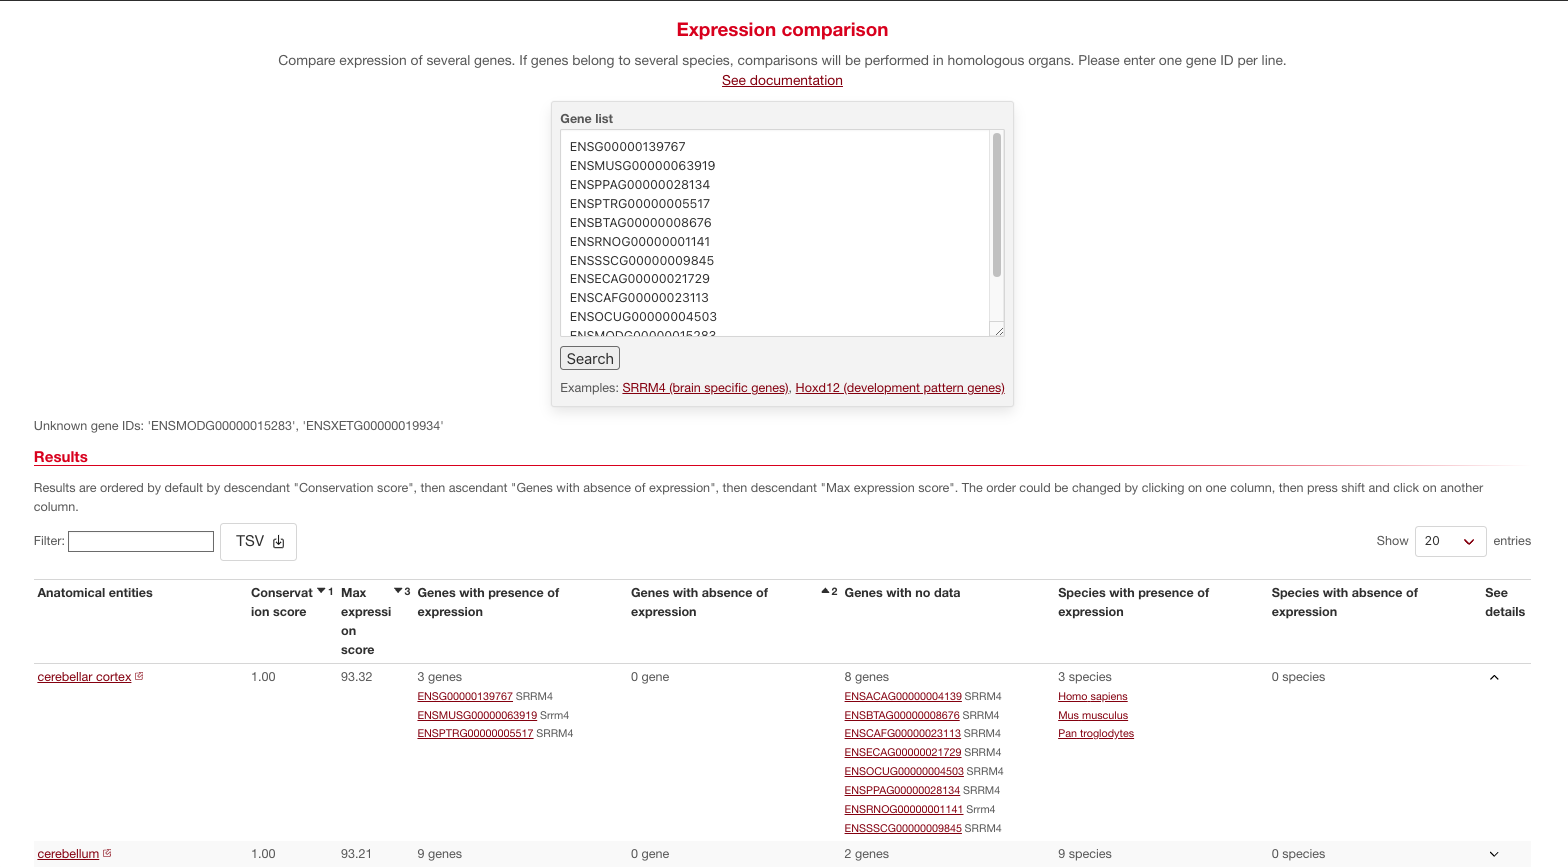 Expression comparison
Compare expression of several genes. If genes belong to several species, comparisons will be performed in homologous organs. Please enter one gene ID per line.
See documentation
Gene list
ENSG00000139767
ENSMUSG00000063919
ENSPPAG00000028134
ENSPTRG00000005517
ENSBTAG00000008676
ENSRNOG00000001141
ENSSSCG00000009845
ENSECAG00000021729
ENSCAFG00000023113
ENSOCUG00000004503
ENSMODG00000015283
Search
Examples: SRRM4 (brain specific genes), Hoxd12 (development pattern genes)
Unknown gene IDs: 'ENSMODG00000015283', 'ENSXETG00000019934'
Results
Results are ordered by default by descendant "Conservation score", then ascendant "Genes with absence of expression", then descendant "Max expression score". The order could be changed by clicking on one column, then press shift and click on another
column.
Filter: TSV Show 20 entries
Anatomical entities Conservat 1 Max 3 Genes with presence of Genes with absence of 2 Genes with no data Species with presence of Species with absence of See
ion score expressi expression expression expression expression details
on
score
cerebellar cortex 1.00 93.32 3 genes 0 gene 8 genes 3 species 0 species
ENSG00000139767 SRRM4 ENSACAG00000004139 SRRM4 Homo sapiens
ENSMUSG00000063919 Srrm4 ENSBTAG00000008676 SRRM4 Mus musculus
ENSPTRG00000005517 SRRM4 ENSCAFG00000023113 SRRM4 Pan troglodytes
ENSECAG00000021729 SRRM4
ENSOCUG00000004503 SRRM4
ENSPPAG00000028134 SRRM4
ENSRNOG00000001141 Srrm4
ENSSSCG00000009845 SRRM4
cerebellum 1.00 93.21 9 genes 0 gene 2 genes 9 species 0 species